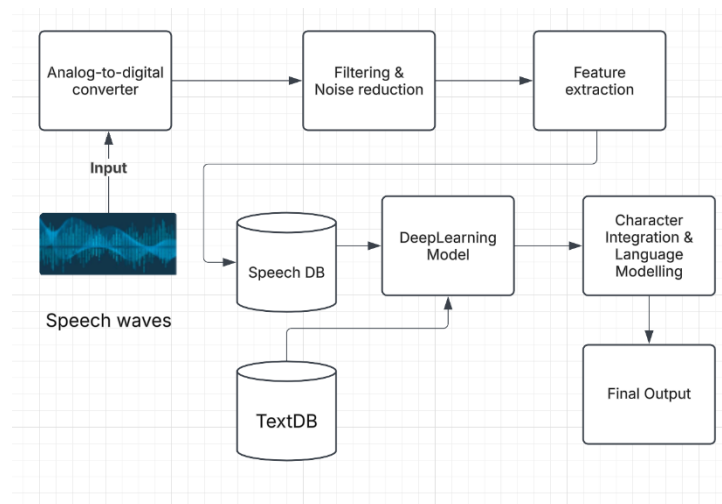 Analog-to-digital
converter
Filtering &
Noise reduction
Feature
extraction
Input
Speech waves
Speech DB
DeepLearning
Model
Character
Integration &
Language
Modelling
TextDB
Final Output